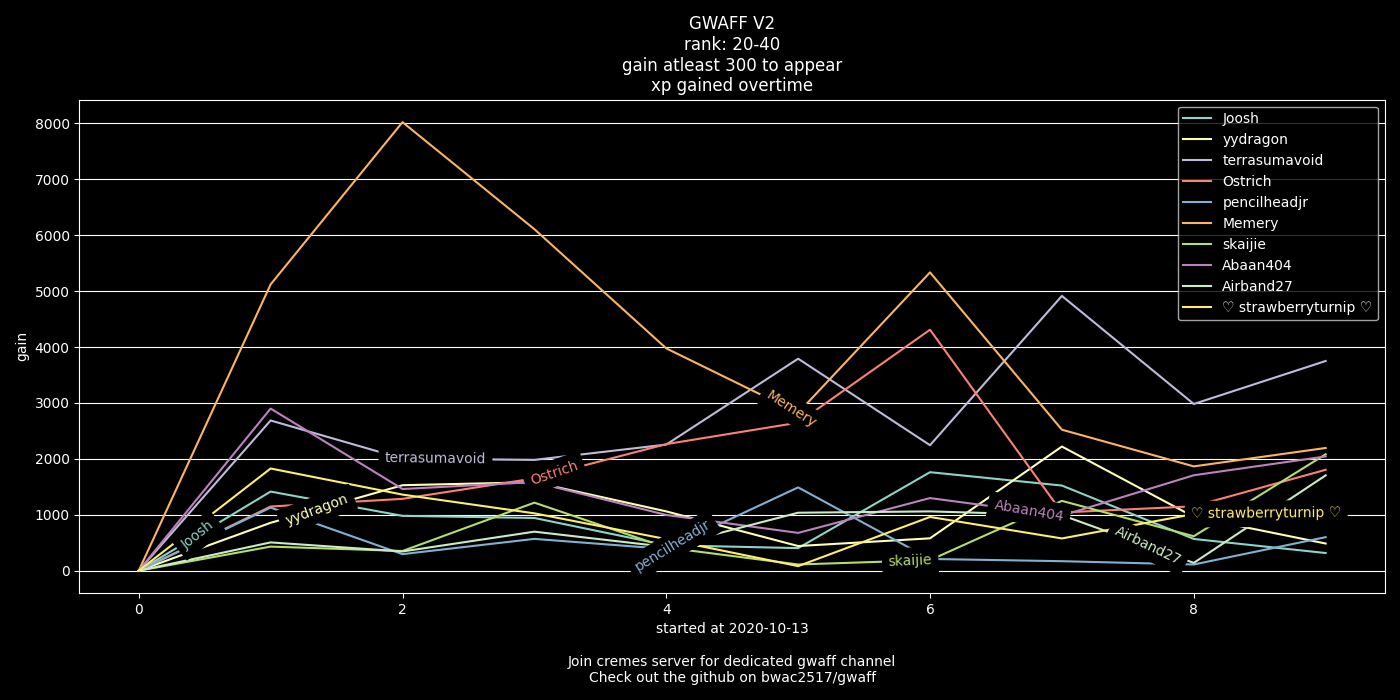 GWAFF V2
rank: 20-40
gain atleast 300 to appear
xp gained overtime
8000
7000
6000
5000
4000
3000
2000
1000
0
gain
Joosh
yydragon
terrasumavoid
Ostrich
pencilheadjr
Memery
skaijie
Abaan404
Airband27
♡ strawberryturnip ♡
Joosh
yydragon
terrasumavoid
Ostrich
pencilheadjr
Memery
skaijie
Abaan404
Airband27
♡ strawberryturnip ♡
0 2 4 6 8
started at 2020-10-13
Join cremes server for dedicated gwaff channel
Check out the github on bwac2517/gwaff